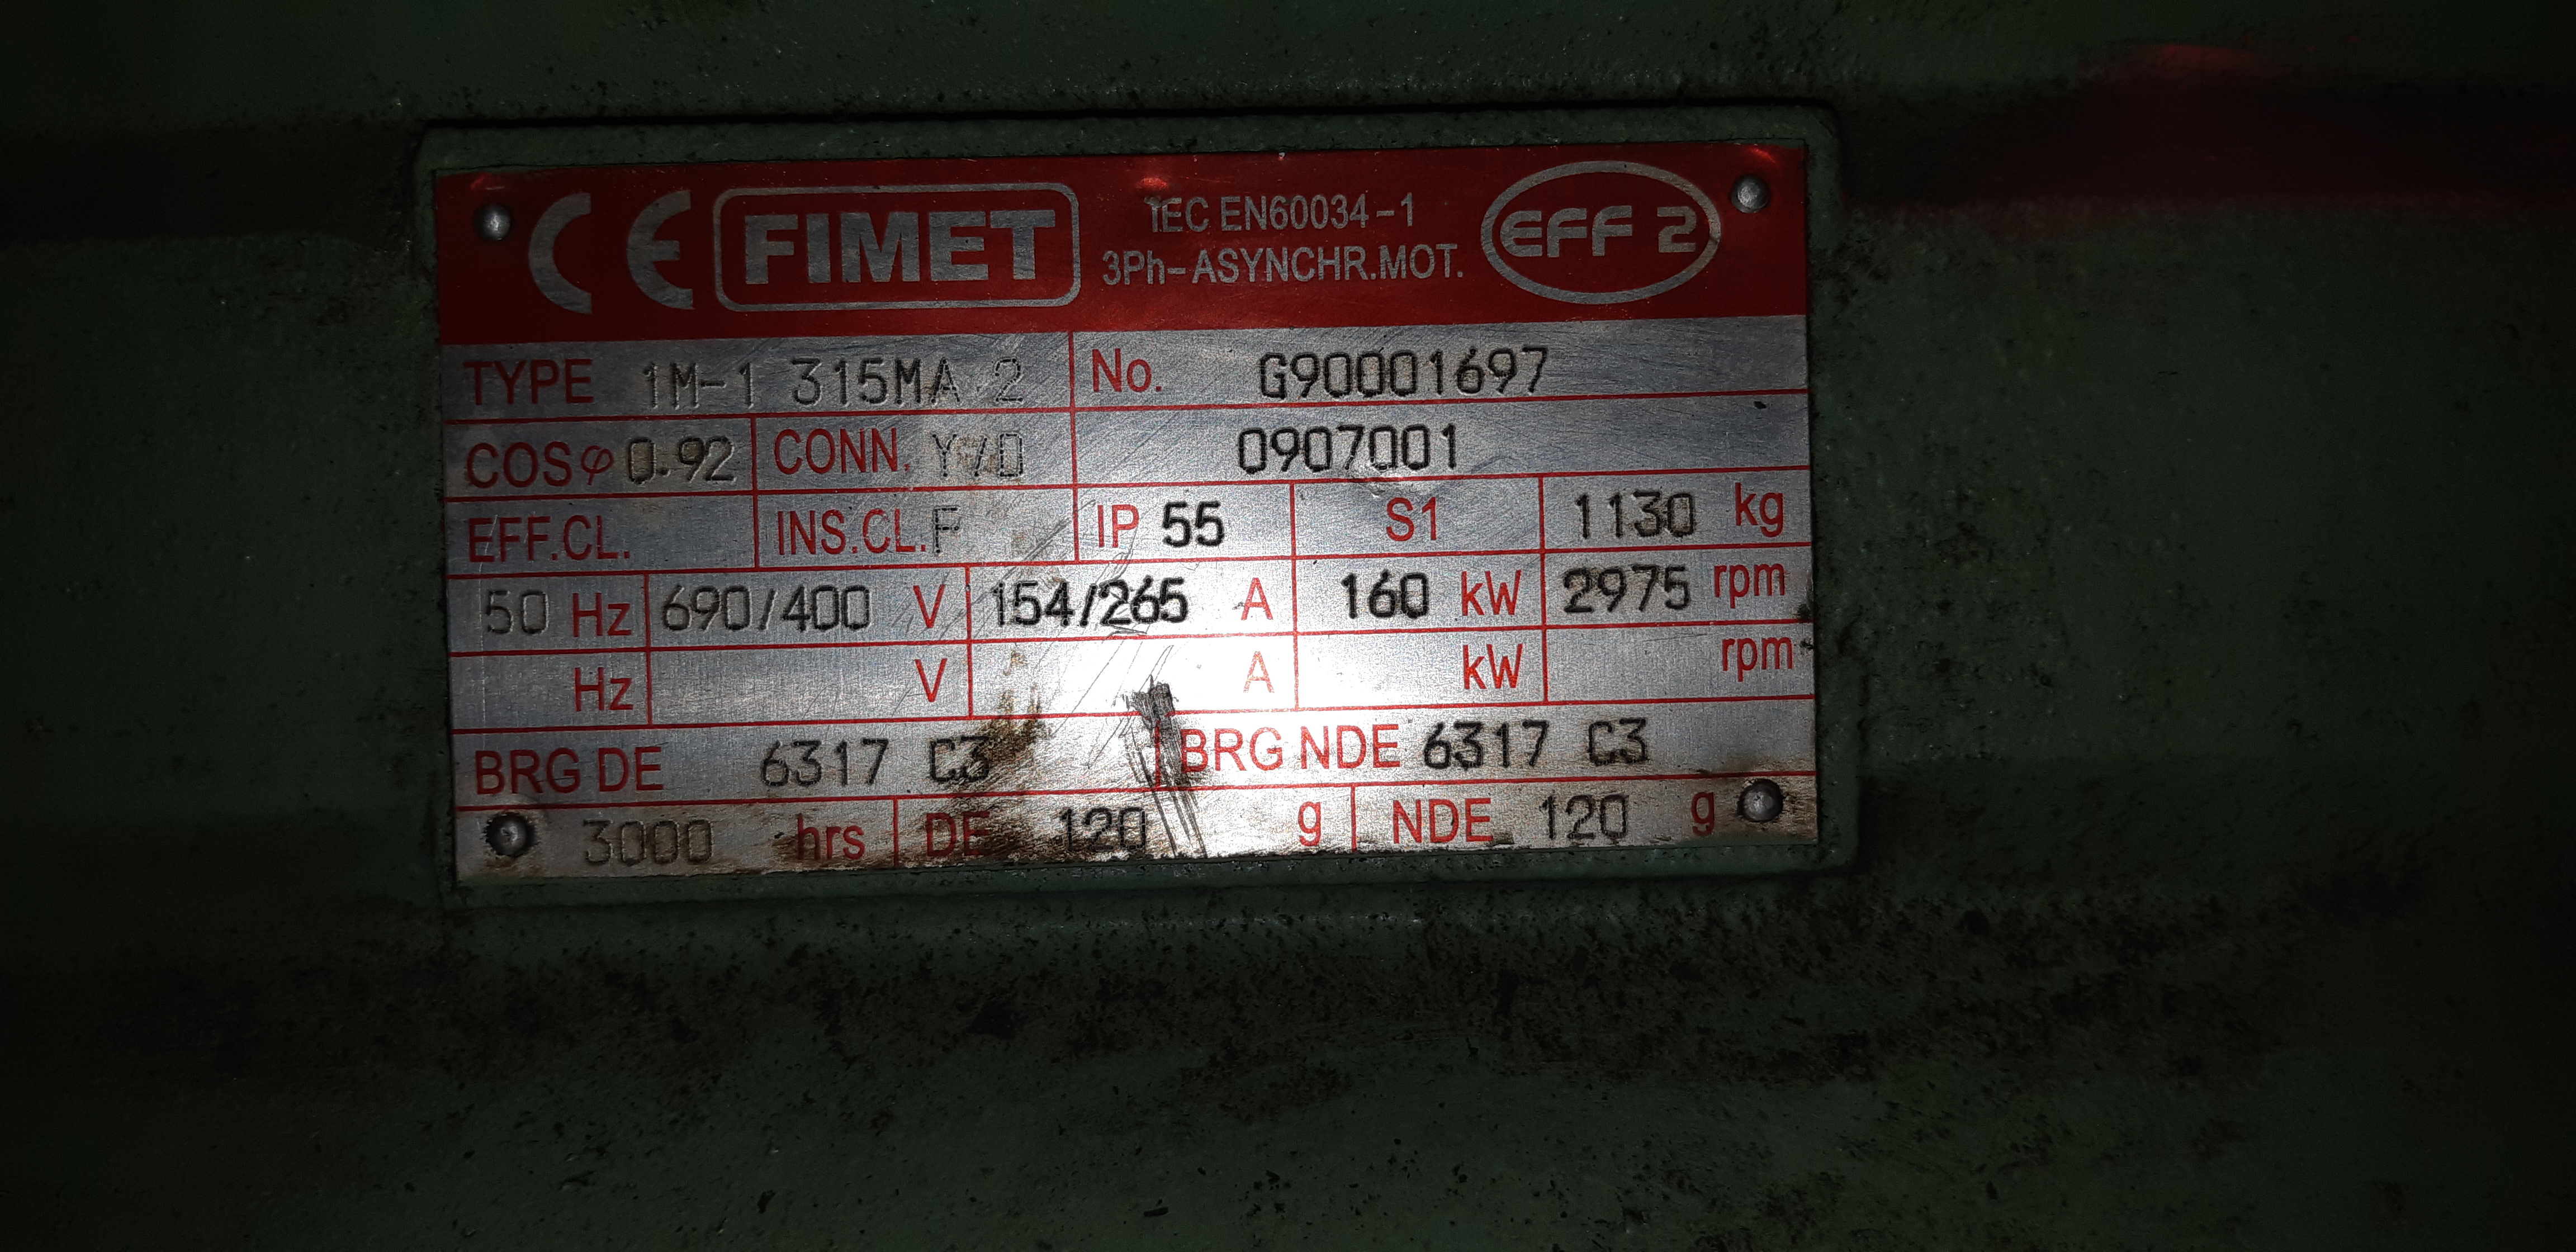 CE FIMET IEC EN60034-1 EFF 2
3Ph-ASYNCHR.MOT.
TYPE 1M-1 315MA 2 No. G90001697
COSφ 0.92 CONN. Y/D 0907001
EFF.CL. INS.CL. F IP 55 S1 1130 kg
50 Hz 690/400 V 154/265 A 160 kW 2975 rpm
Hz V A kW rpm
BRG DE 6317 C3 BRG NDE 6317 C3
3000 hrs DE 120 g NDE 120 g